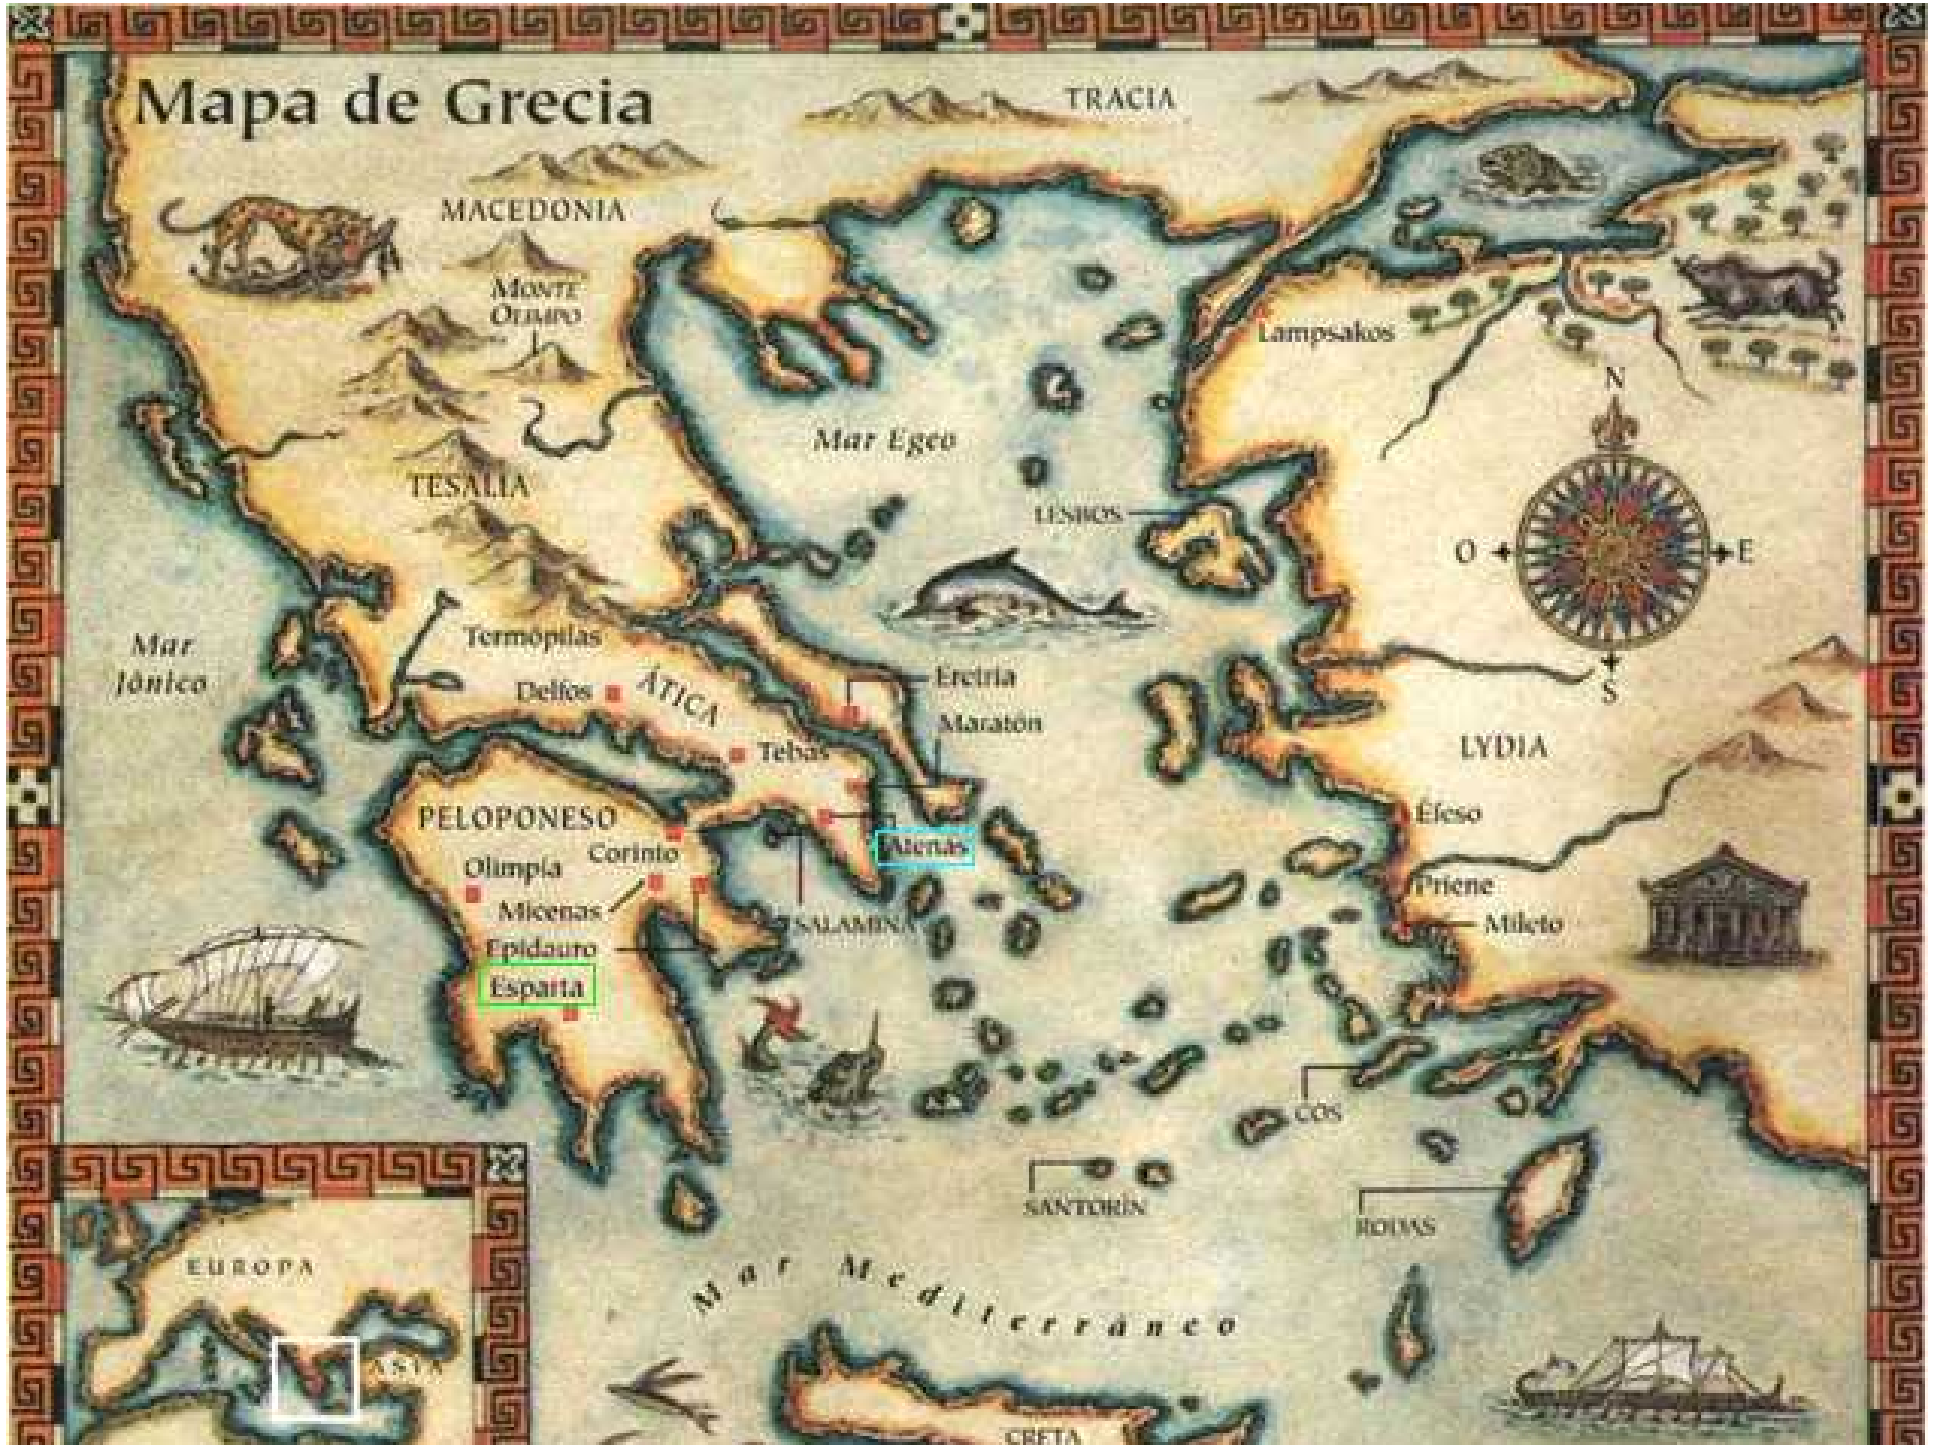 Mapa de Grecia
TRACIA
MACEDONIA
MONTE
OLIMPO
Lampsakos
N
Mar Egeo
TESALIA
LESBOS
O
E
S
Mar
Jónico
Termópilas
Delfos
ÁTICA
Eretria
Maratón
Tebas
LYDIA
PELOPONESO
Éfeso
Atenas
Corinto
Olimpía
Priene
Micenas
SALAMINA
Mileto
Epidauro
Esparta
COS
SANTORÍN
RODAS
EUROPA
Mar Mediterráneo
ASIA
CRETA